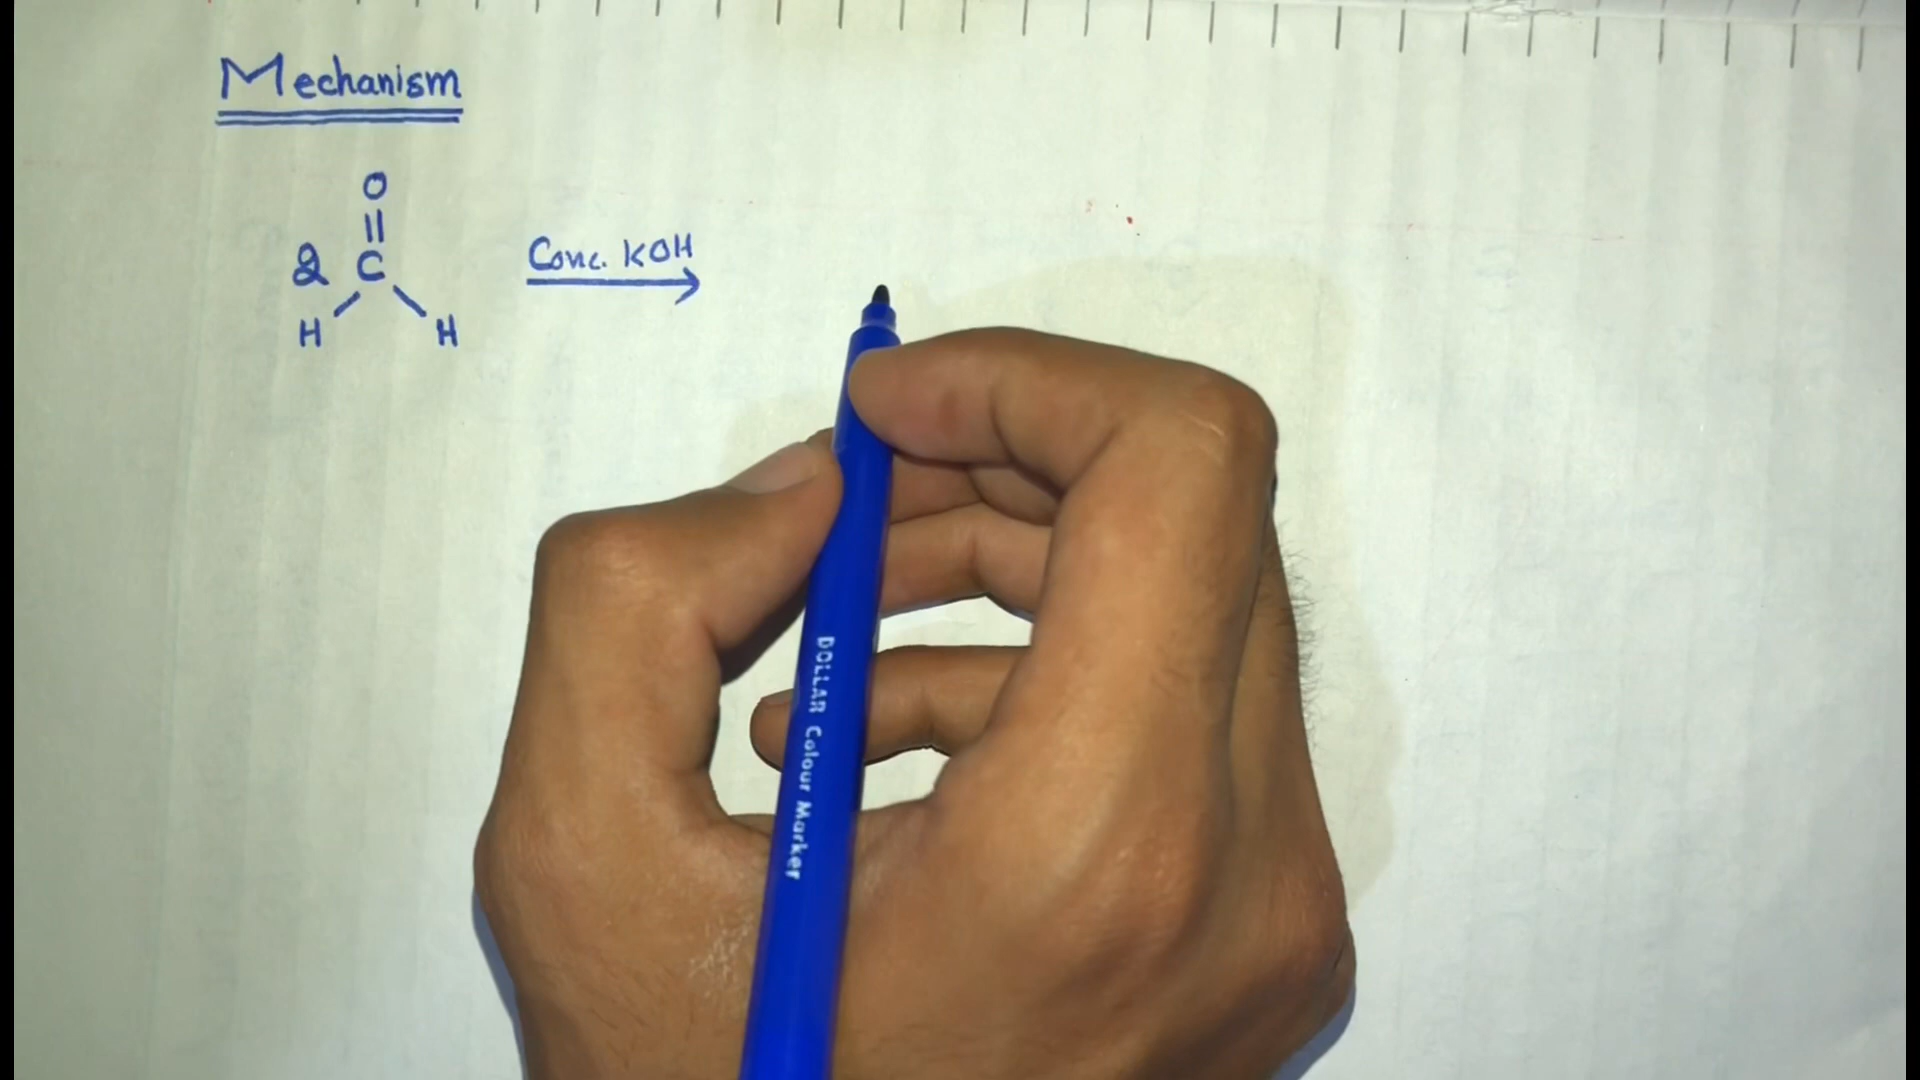 Mechanism
O
2 C
H H
Conc. KOH
DOLLAR Colour Marker